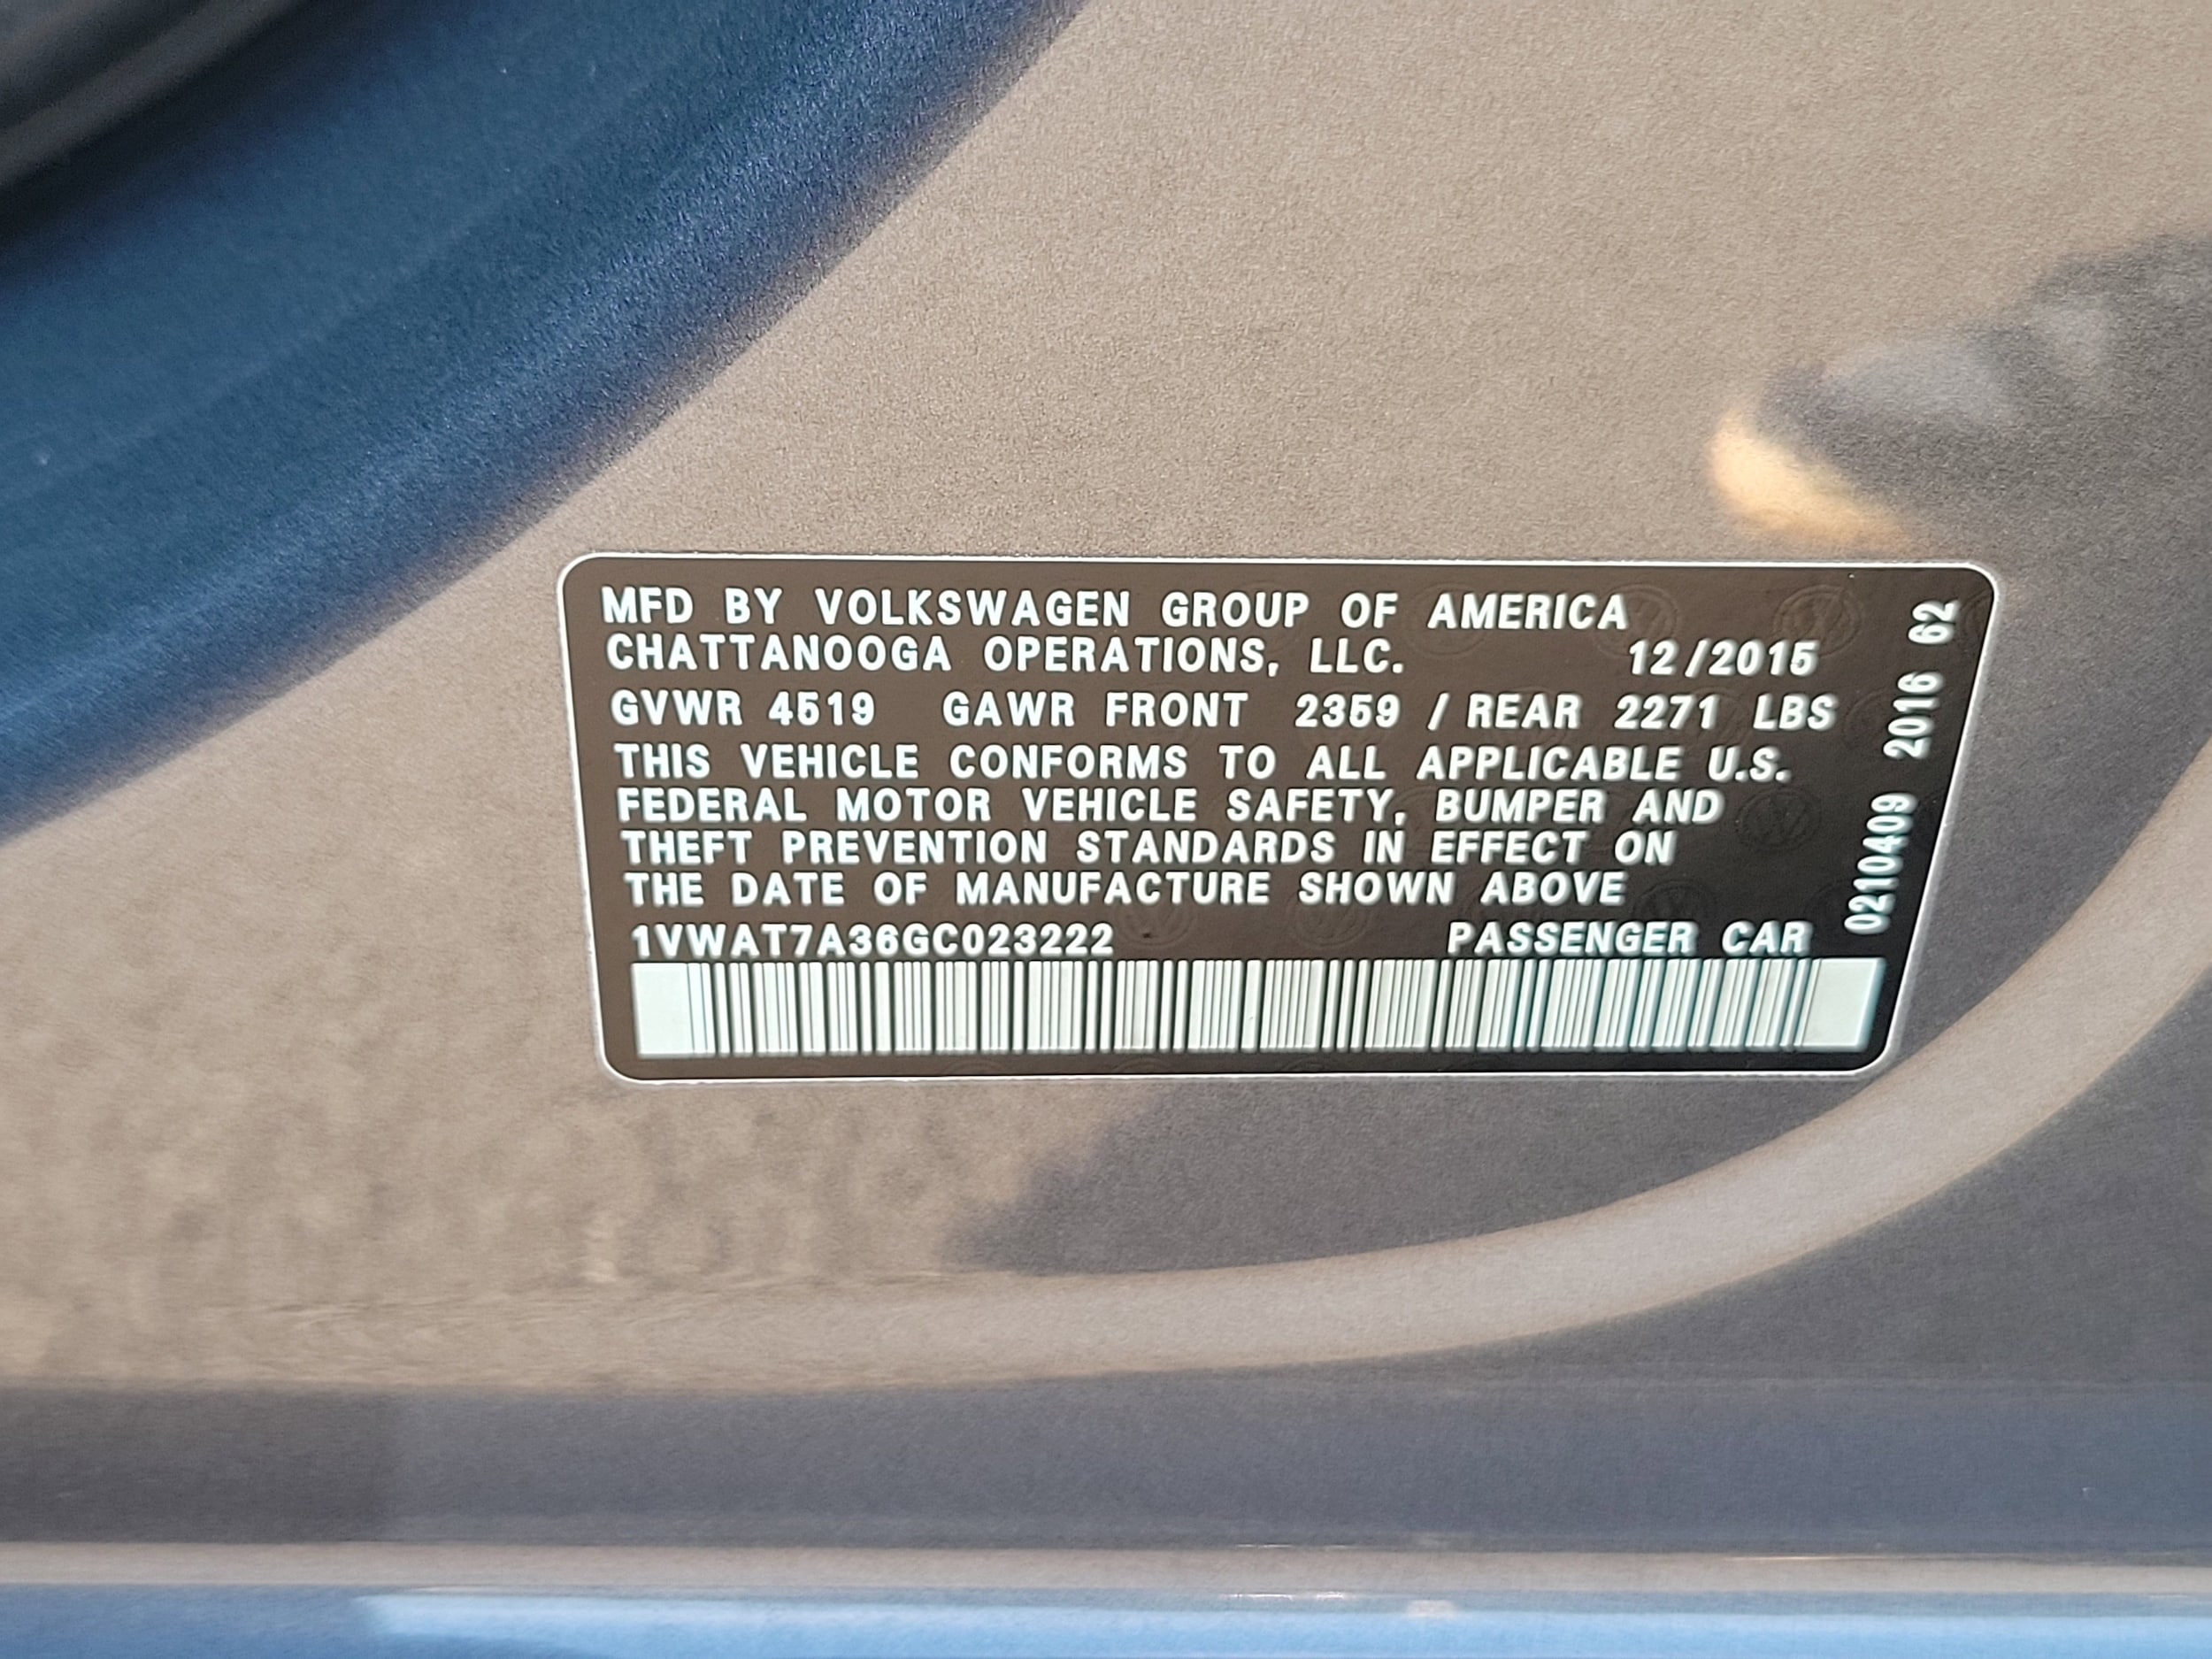 MFD BY VOLKSWAGEN GROUP OF AMERICA
CHATTANOOGA OPERATIONS, LLC. 12/2015
GVWR 4519 GAWR FRONT 2359 / REAR 2271 LBS
THIS VEHICLE CONFORMS TO ALL APPLICABLE U.S.
FEDERAL MOTOR VEHICLE SAFETY, BUMPER AND
THEFT PREVENTION STANDARDS IN EFFECT ON
THE DATE OF MANUFACTURE SHOWN ABOVE
1VWAT7A36GC023222 PASSENGER CAR
0210409 2016 62